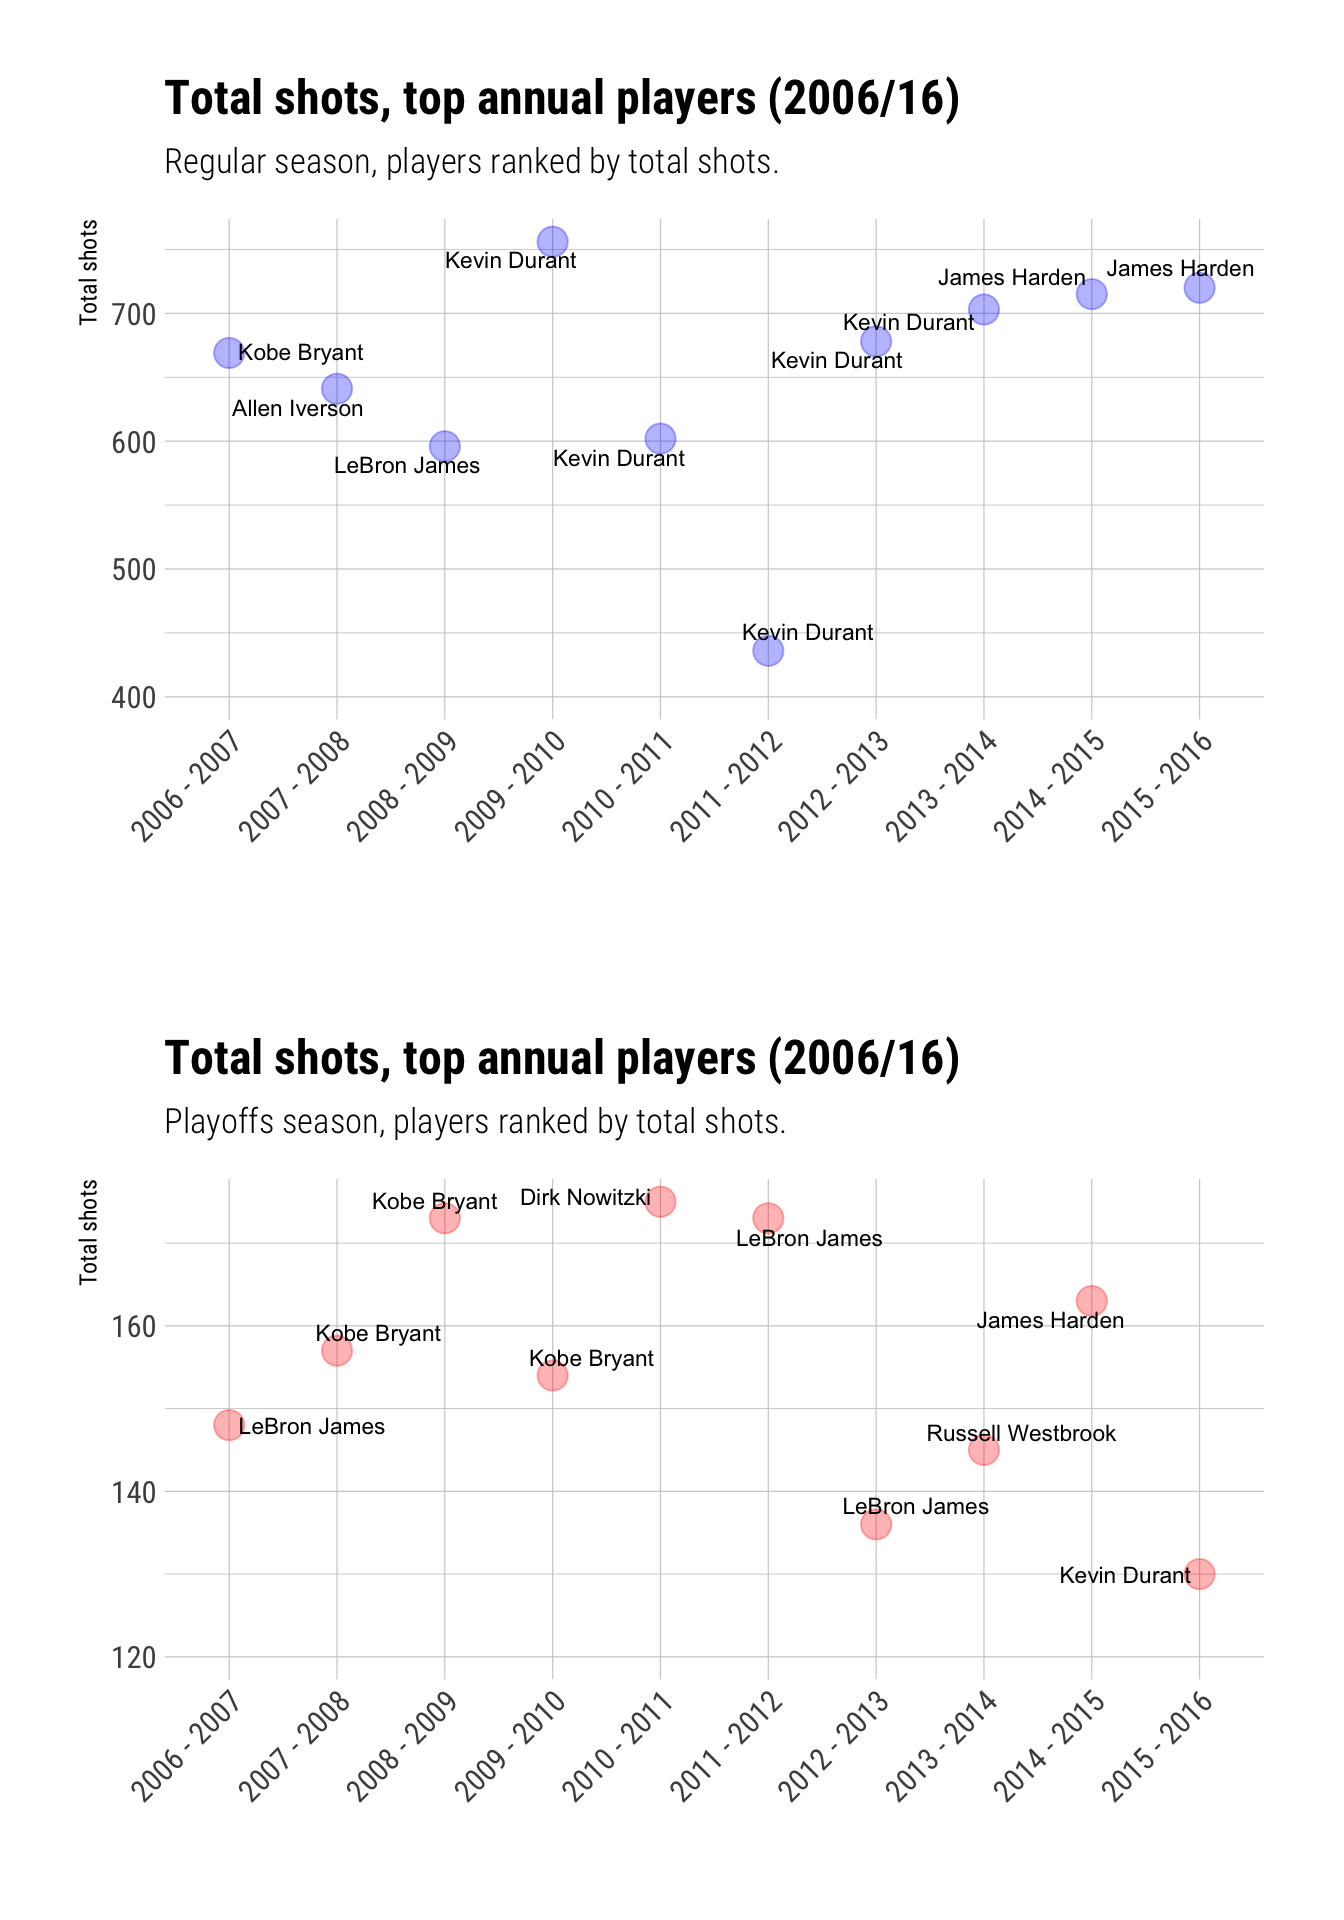 Total shots, top annual players (2006/16)
Regular season, players ranked by total shots.
Total shots
700
600
500
400
Kevin Durant
James Harden
James Harden
Kevin Durant
Kobe Bryant
Kevin Durant
Allen Iverson
LeBron James
Kevin Durant
Kevin Durant
2006 - 2007
2007 - 2008
2008 - 2009
2009 - 2010
2010 - 2011
2011 - 2012
2012 - 2013
2013 - 2014
2014 - 2015
2015 - 2016
Total shots, top annual players (2006/16)
Playoffs season, players ranked by total shots.
Total shots
160
140
120
Kobe Bryant
Dirk Nowitzki
LeBron James
James Harden
Kobe Bryant
Kobe Bryant
LeBron James
Russell Westbrook
LeBron James
Kevin Durant
2006 - 2007
2007 - 2008
2008 - 2009
2009 - 2010
2010 - 2011
2011 - 2012
2012 - 2013
2013 - 2014
2014 - 2015
2015 - 2016